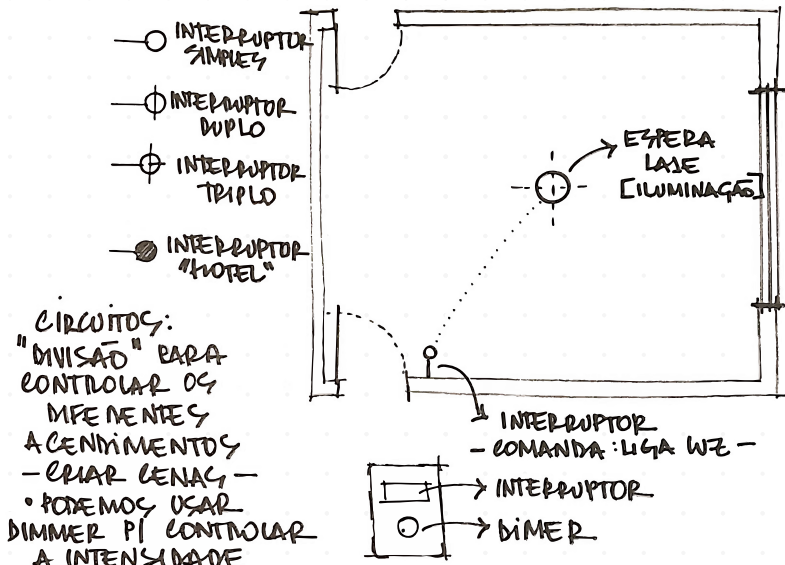 INTERRUPTOR
SIMPLES
INTERRUPTOR
DUPLO
INTERRUPTOR
TRIPLO
INTERRUPTOR
"HOTEL"
ESPERA
LAJE
[ILUMINAÇÃO]
CIRCUITOS:
"DIVISÃO" PARA
CONTROLAR OS
DIFERENTES
ACENDIMENTOS
- CRIAR CENAS -
• PODEMOS USAR
DIMMER P/ CONTROLAR
A INTENSIDADE
INTERRUPTOR
- COMANDA: LIGA LUZ -
INTERRUPTOR
DIMER